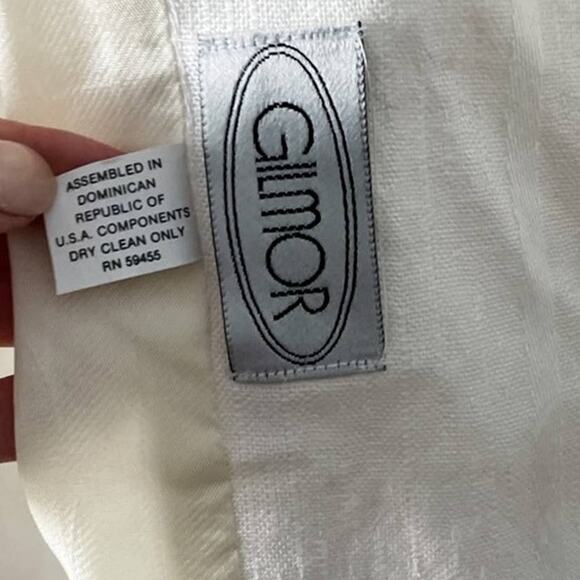 ASSEMBLED IN
DOMINICAN
REPUBLIC OF
U.S.A. COMPONENTS
DRY CLEAN ONLY
RN 59455
GILMOR